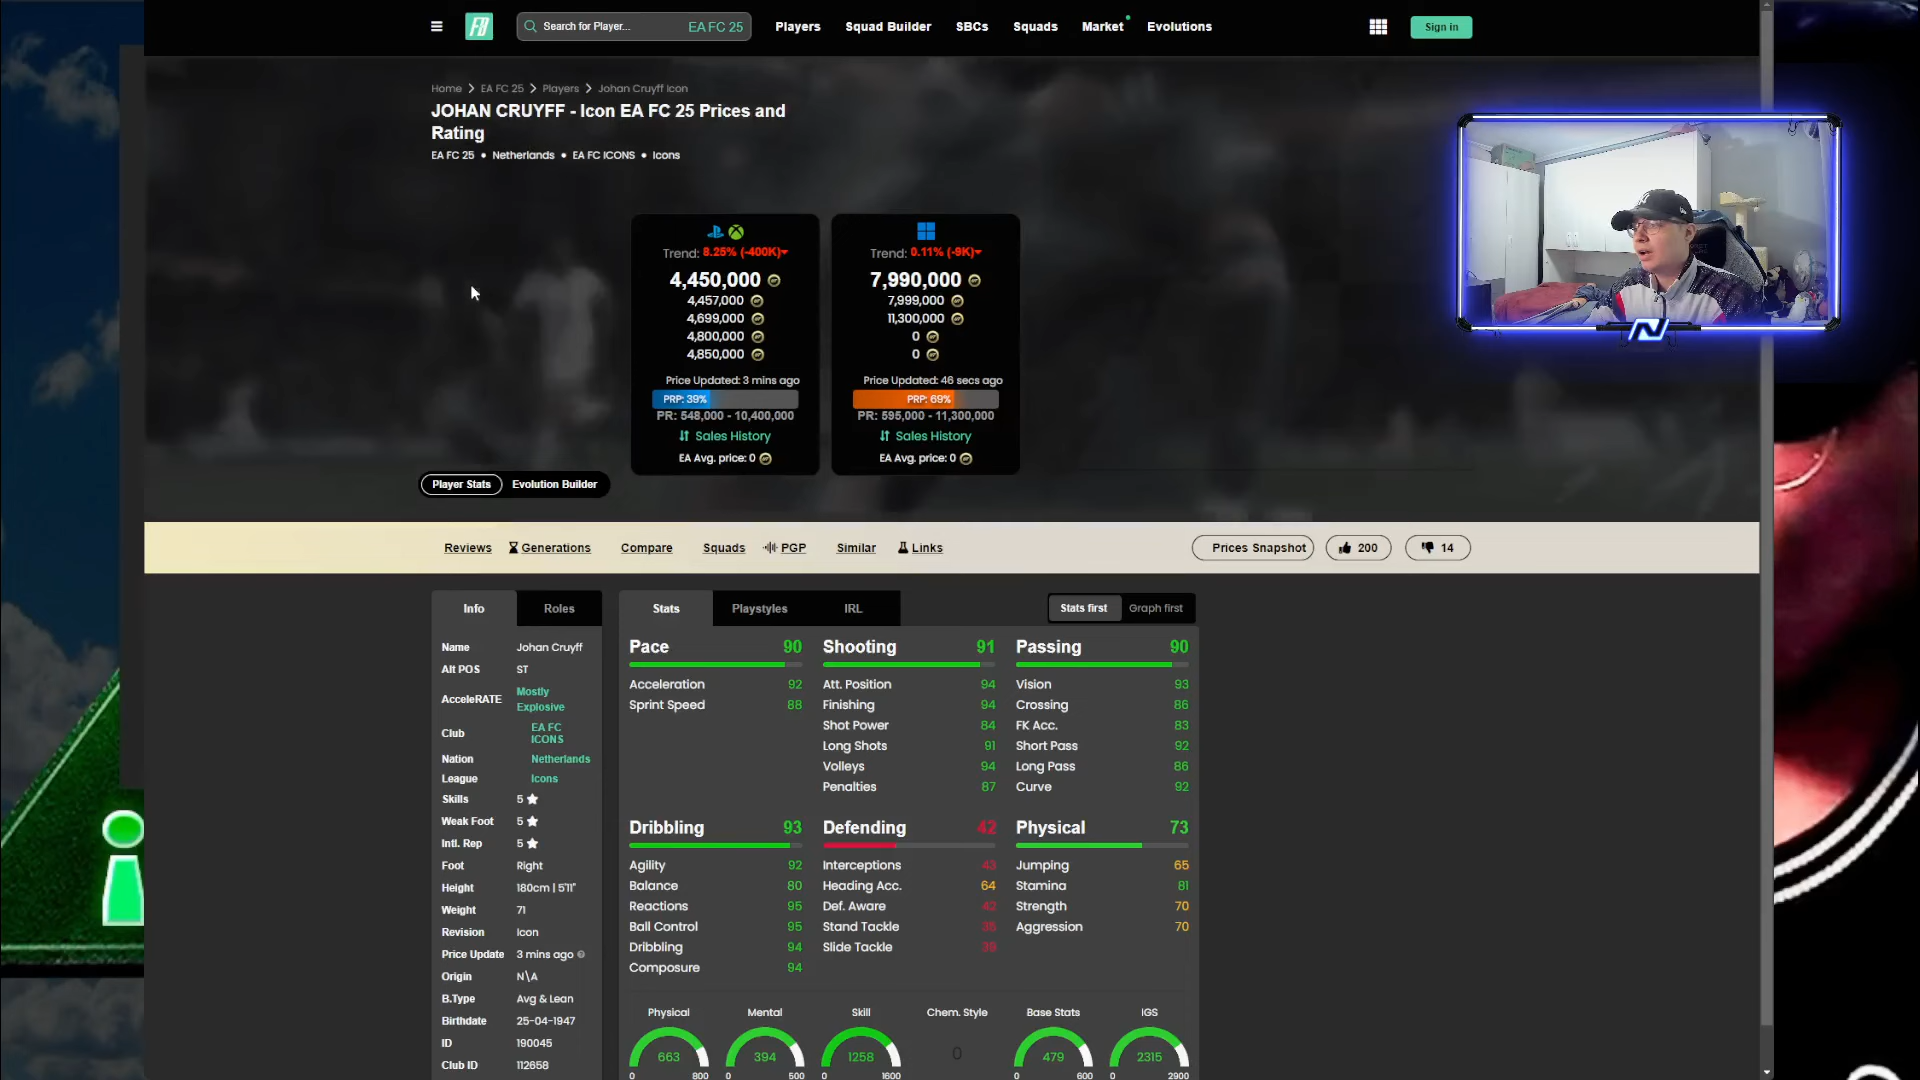 FB
Search for Player... EA FC 25
Players
Squad Builder
SBCs
Squads
Market
Evolutions
Sign in
Home > EA FC 25 > Players > Johan Cruyff Icon
JOHAN CRUYFF - Icon EA FC 25 Prices and
Rating
EA FC 25 • Netherlands • EA FC ICONS • Icons
Trend: 8.25% (-400K)
4,450,000
4,457,000
4,699,000
4,800,000
4,850,000
Price Updated: 3 mins ago
PRP: 39%
PR: 548,000 - 10,400,000
Sales History
EA Avg. price: 0
Trend: 0.11% (-9K)
7,990,000
7,999,000
11,300,000
0
0
Price Updated: 46 secs ago
PRP: 69%
PR: 595,000 - 11,300,000
Sales History
EA Avg. price: 0
Player Stats
Evolution Builder
Reviews
Generations
Compare
Squads
PGP
Similar
Links
Prices Snapshot
200
14
Info
Roles
Name Johan Cruyff
Alt POS ST
AcceleRATE Mostly
Explosive
Club EA FC
ICONS
Nation Netherlands
League Icons
Skills 5
Weak Foot 5
Intl. Rep 5
Foot Right
Height 180cm | 5'11"
Weight 71
Revision Icon
Price Update 3 mins ago
Origin N\A
B.Type Avg & Lean
Birthdate 25-04-1947
ID 190045
Club ID 112658
Stats
Playstyles
IRL
Stats first
Graph first
Pace 90
Acceleration 92
Sprint Speed 88
Shooting 91
Att. Position 94
Finishing 94
Shot Power 84
Long Shots 91
Volleys 94
Penalties 87
Passing 90
Vision 93
Crossing 86
FK Acc. 83
Short Pass 92
Long Pass 86
Curve 92
Dribbling 93
Agility 92
Balance 80
Reactions 95
Ball Control 95
Dribbling 94
Composure 94
Defending 42
Interceptions 43
Heading Acc. 64
Def. Aware 42
Stand Tackle
Slide Tackle 39
Physical 73
Jumping 65
Stamina 81
Strength 70
Aggression 70
Physical
663
0 800
Mental
394
0 500
Skill
1258
0 1600
Chem. Style
0
Base Stats
479
0 600
IGS
2315
0 2900
N